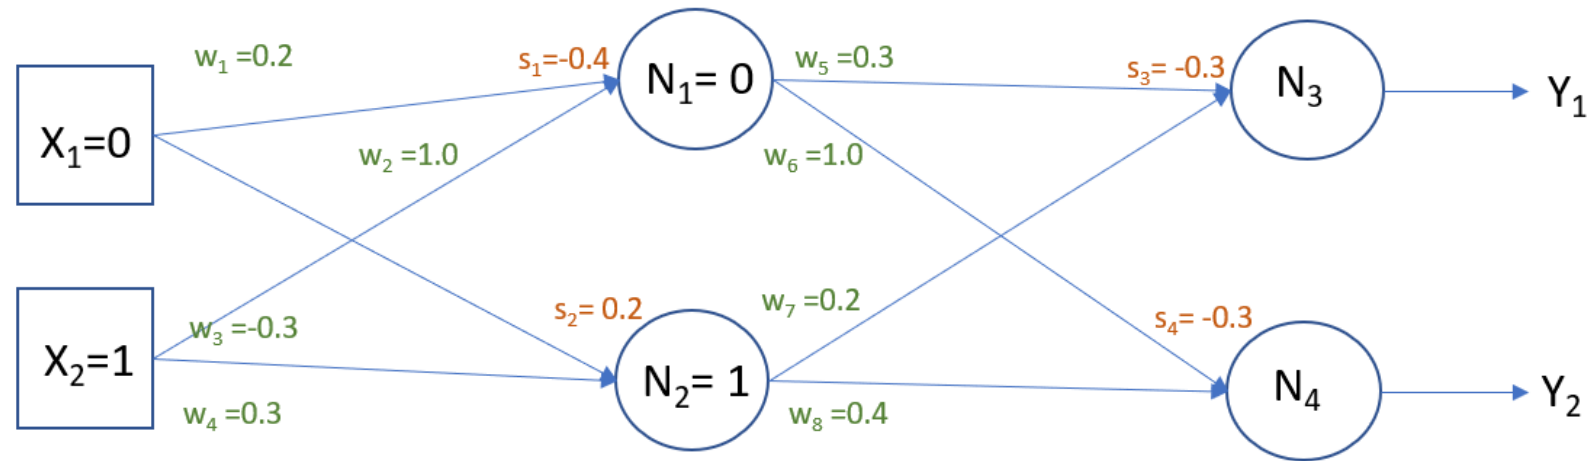 w₁ =0.2
s₁=-0.4
N₁= 0
w₅ =0.3
s₃= -0.3
N₃
Y₁
X₁=0
w₂ =1.0
w₆ =1.0
w₃ =-0.3
s₂= 0.2
w₇ =0.2
s₄= -0.3
X₂=1
N₂= 1
N₄
Y₂
w₄ =0.3
w₈ =0.4